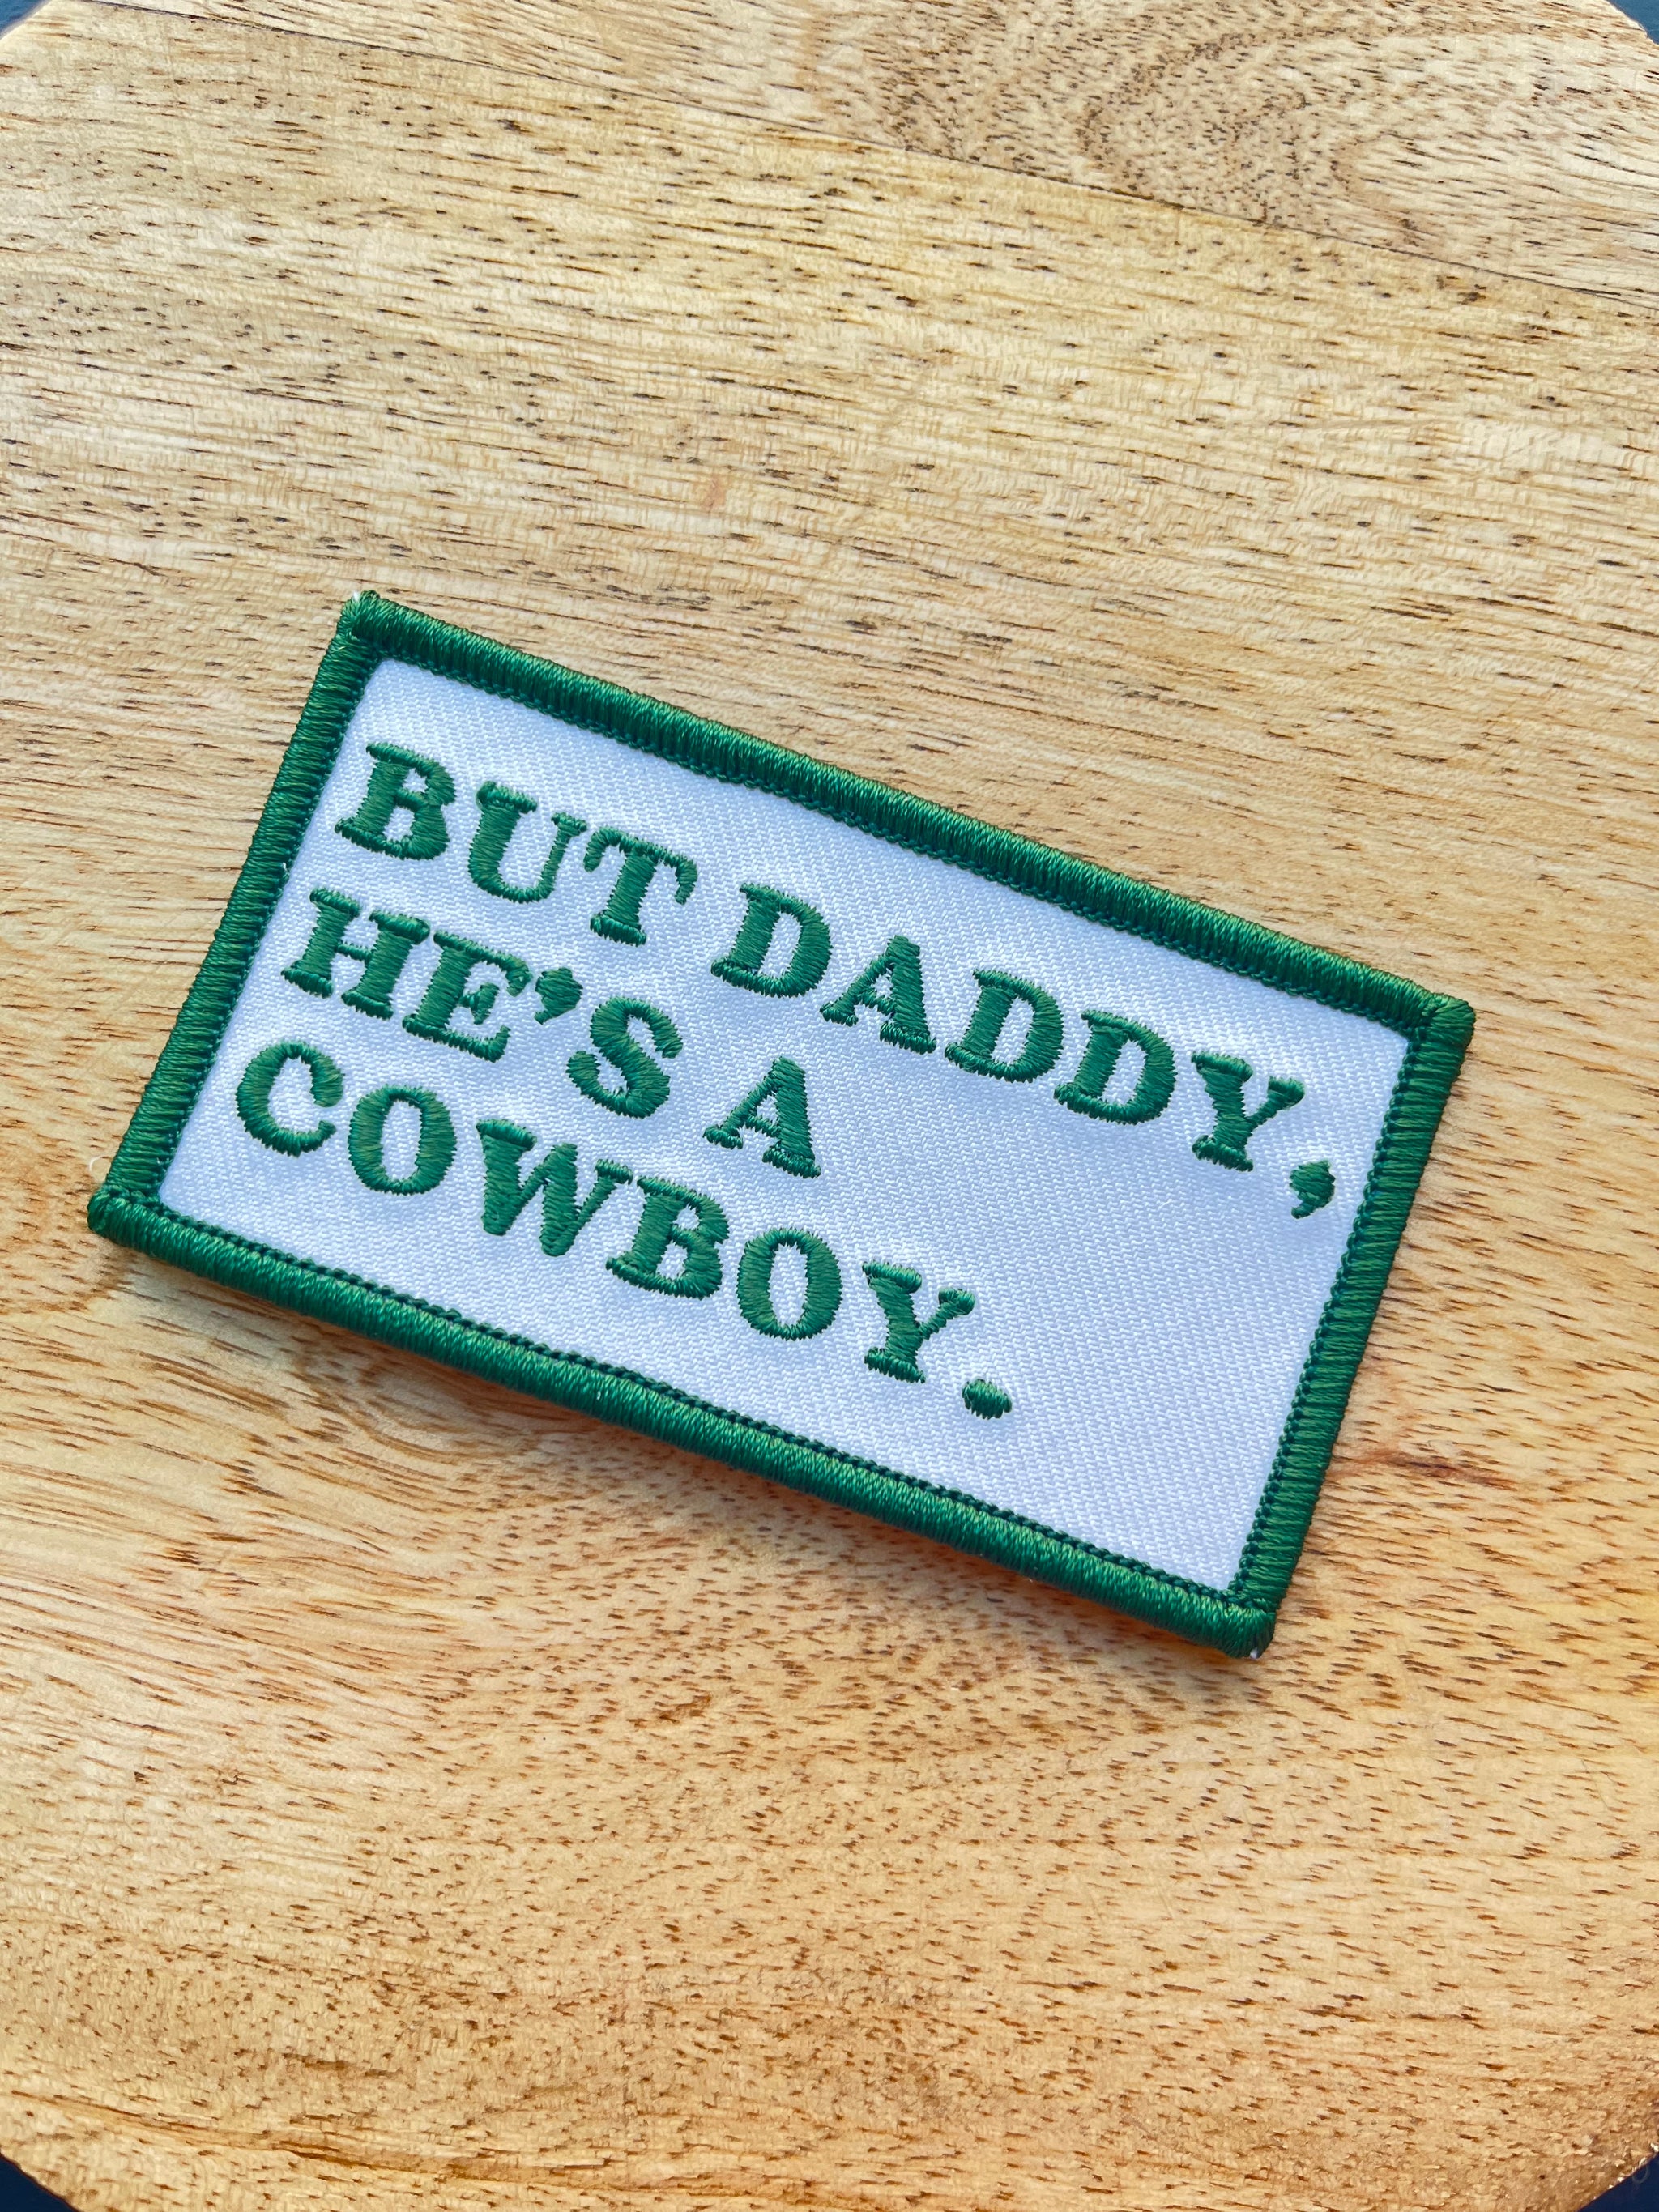 BUT DADDY,
HE'S A
COWBOY.